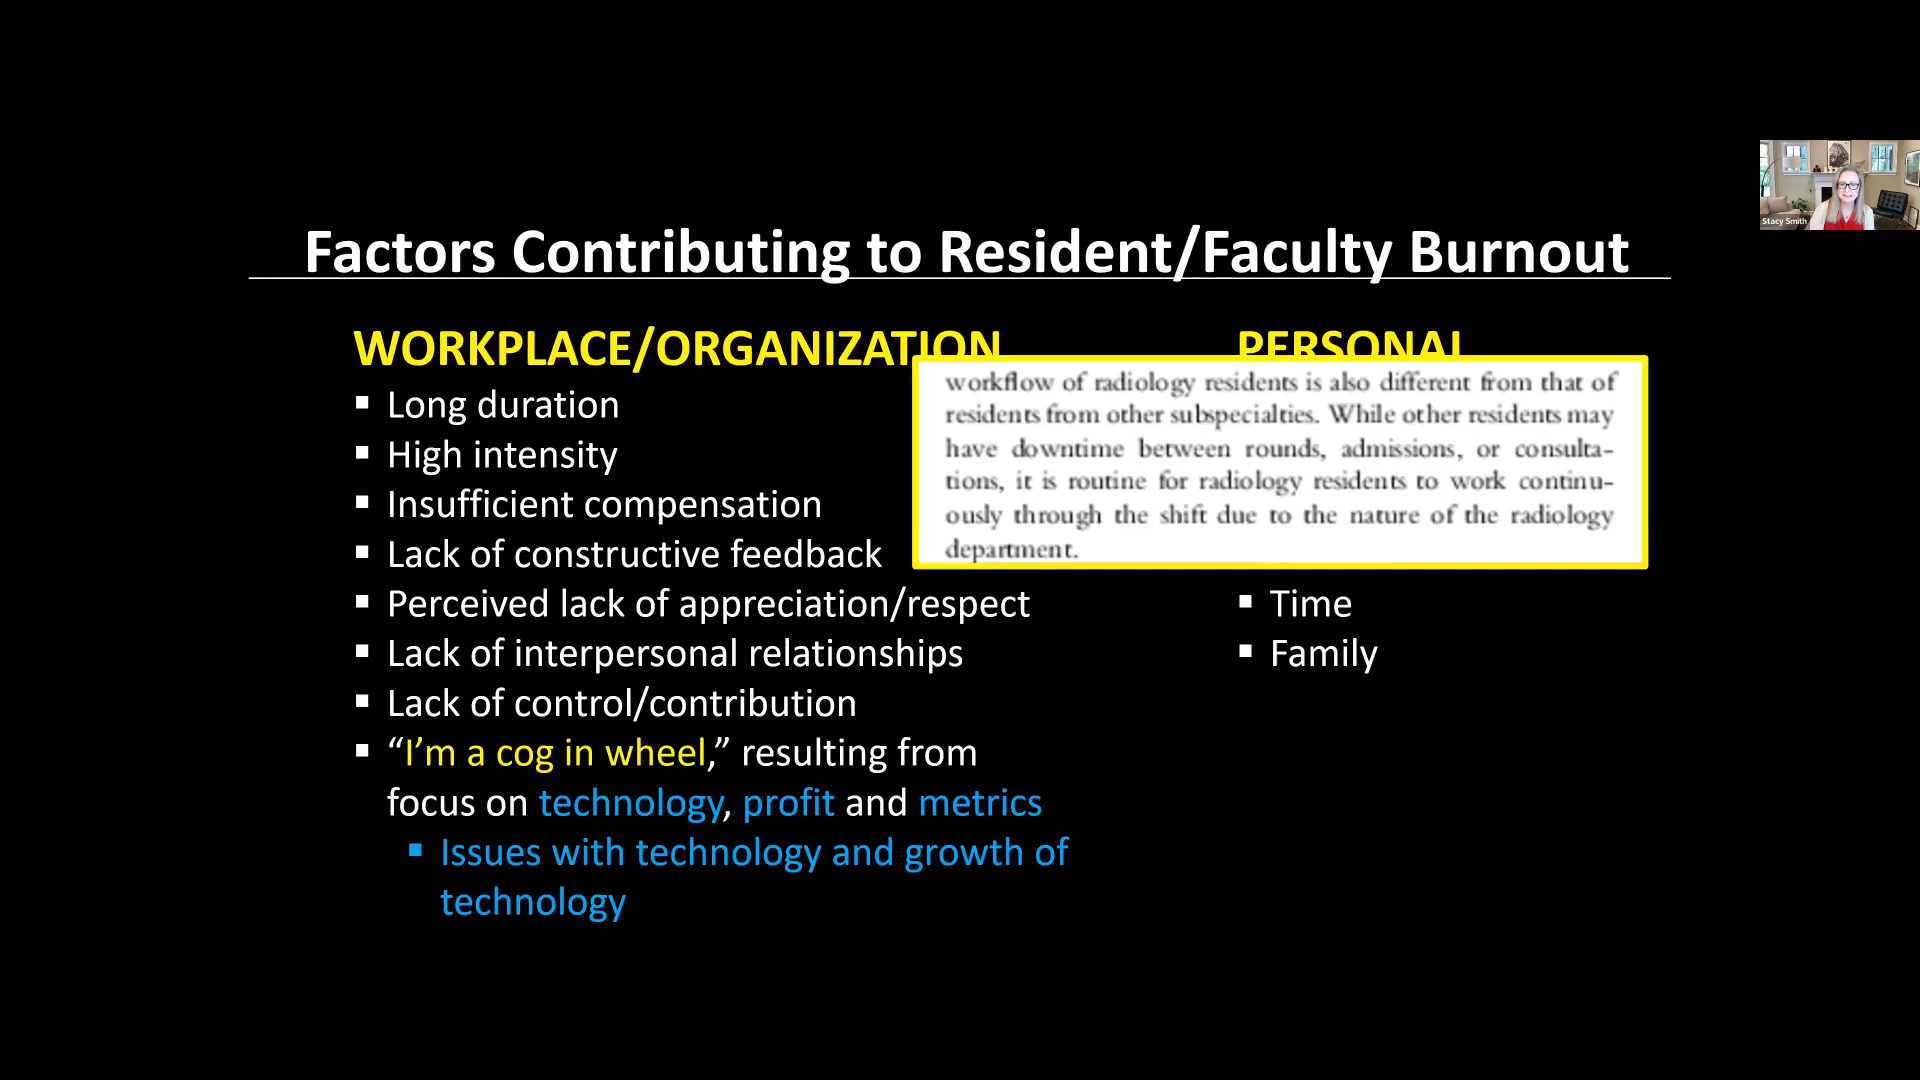 Stacy Smith
Factors Contributing to Resident/Faculty Burnout
WORKPLACE/ORGANIZATION
▪ Long duration
▪ High intensity
▪ Insufficient compensation
▪ Lack of constructive feedback
▪ Perceived lack of appreciation/respect
▪ Lack of interpersonal relationships
▪ Lack of control/contribution
▪ “I’m a cog in wheel,” resulting from
focus on technology, profit and metrics
▪ Issues with technology and growth of
technology
PERSONAL
workflow of radiology residents is also different from that of
residents from other subspecialties. While other residents may
have downtime between rounds, admissions, or consulta-
tions, it is routine for radiology residents to work continu-
ously through the shift due to the nature of the radiology
department.
▪ Time
▪ Family